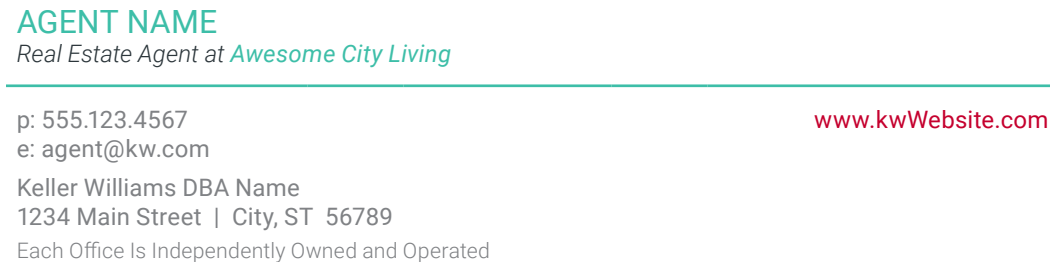 AGENT NAME
Real Estate Agent at Awesome City Living
p: 555.123.4567
www.kwWebsite.com
e: agent@kw.com
Keller Williams DBA Name
1234 Main Street | City, ST 56789
Each Office Is Independently Owned and Operated